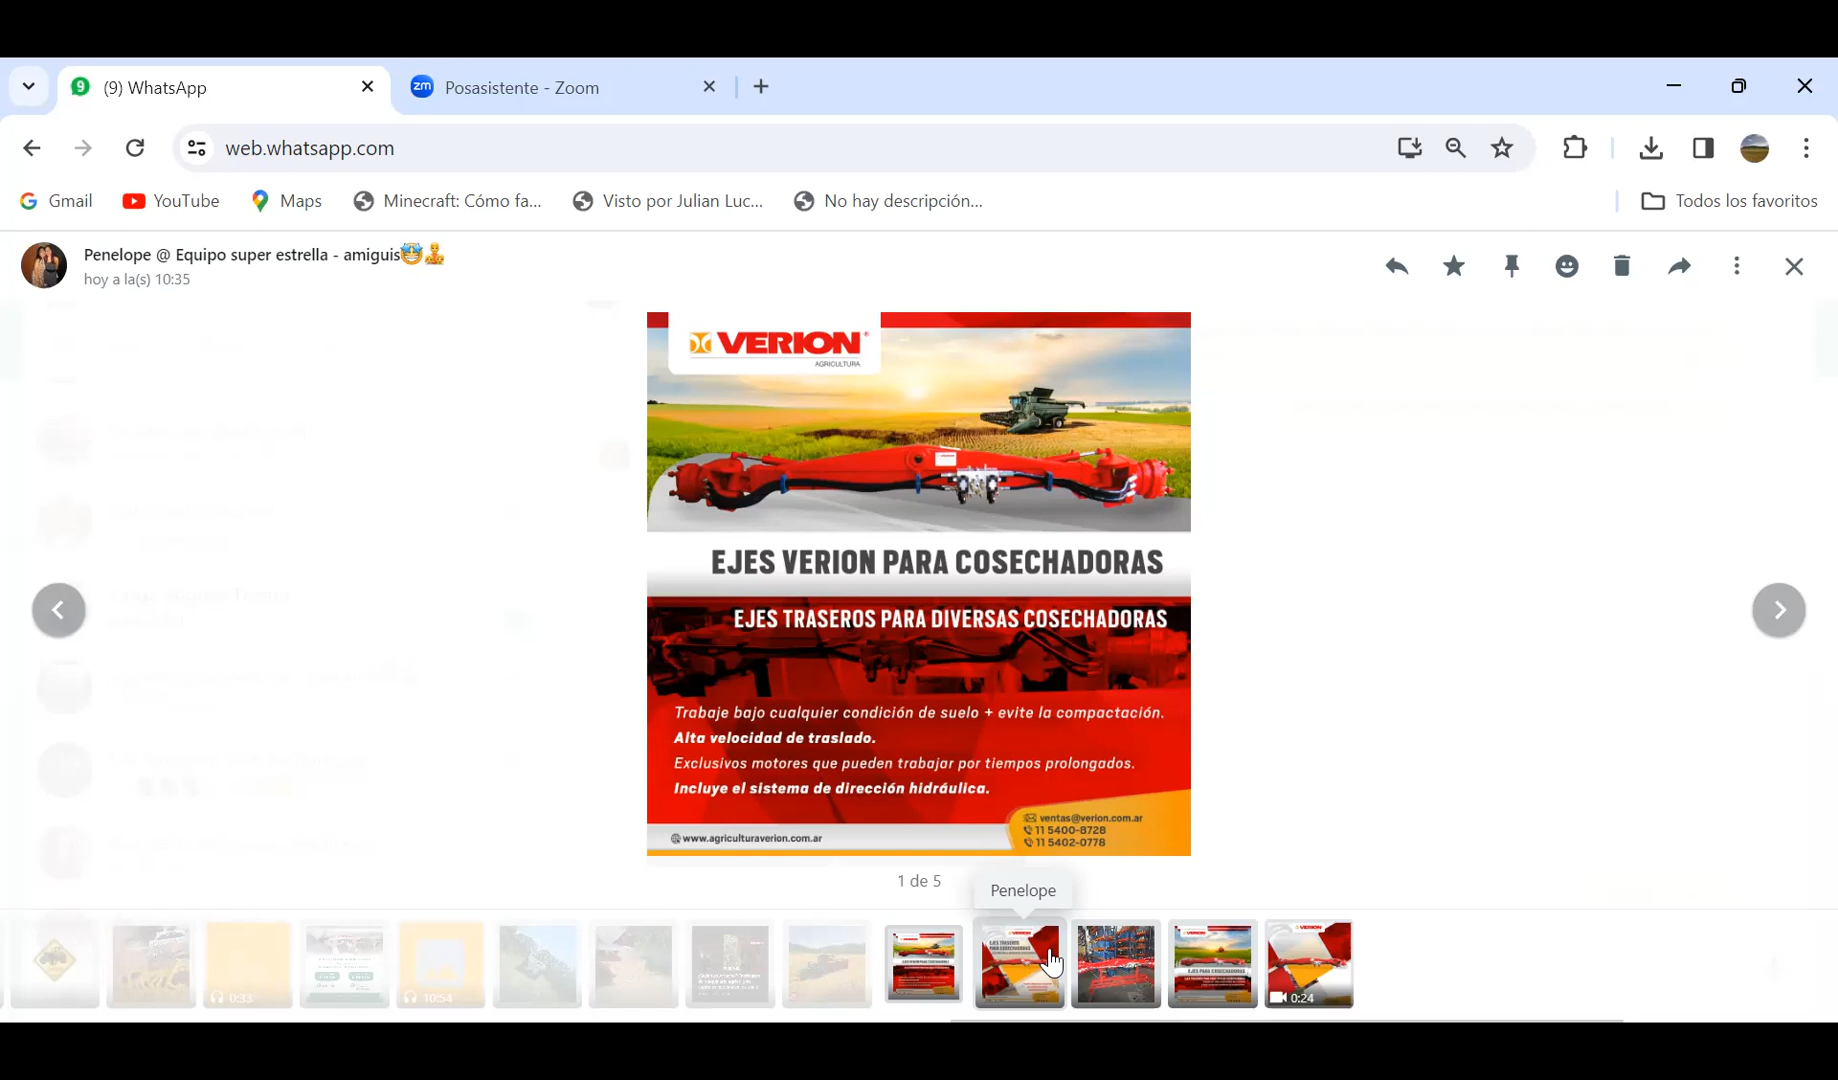 (9) WhatsApp
Posasistente - Zoom
web.whatsapp.com
Gmail
YouTube
Maps
Minecraft: Cómo fa...
Visto por Julian Luc...
No hay descripción...
Todos los favoritos
Penelope @ Equipo super estrella - amiguis🤩🧘
hoy a la(s) 10:35
VERION
AGRICULTURA
EJES VERION PARA COSECHADORAS
EJES TRASEROS PARA DIVERSAS COSECHADORAS
Trabaje bajo cualquier condición de suelo + evite la compactación.
Alta velocidad de traslado.
Exclusivos motores que pueden trabajar por tiempos prolongados.
Incluye el sistema de dirección hidráulica.
www.agriculturaverion.com.ar
ventas@verion.com.ar
11 5400-8728
11 5402-0778
1 de 5
Penelope
0:33
10:54
0:24